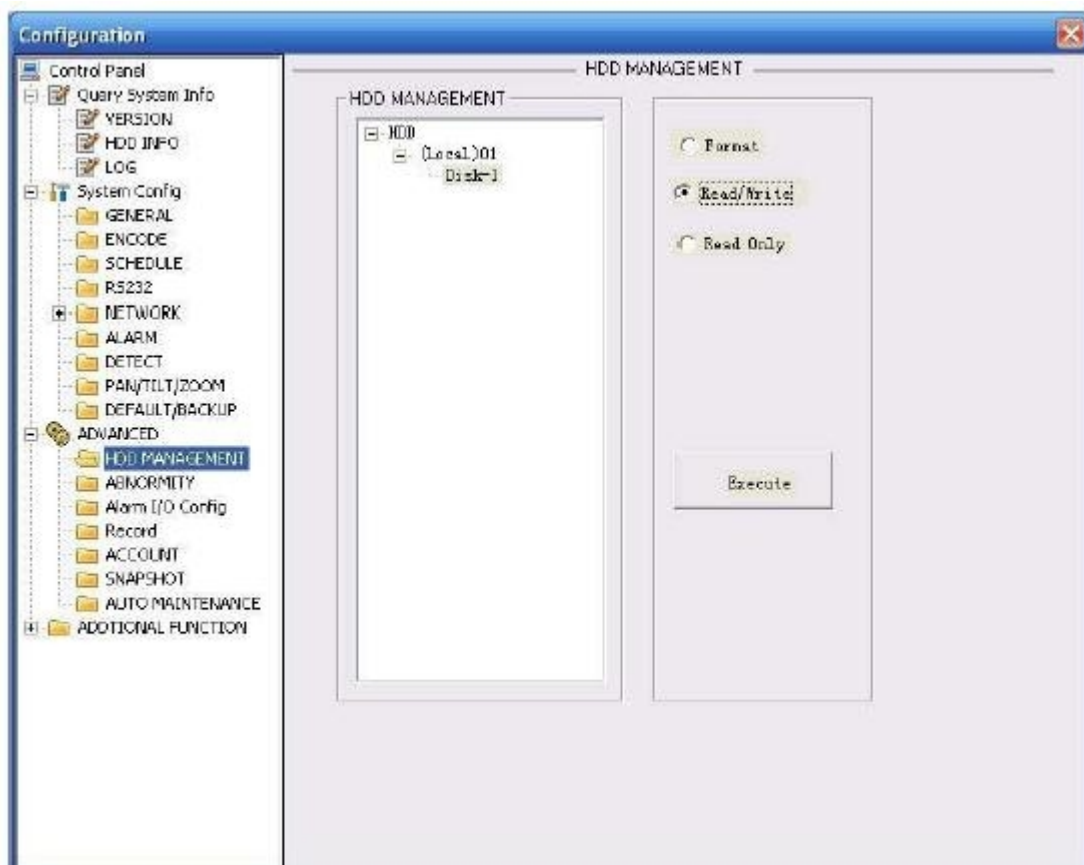 Configuration
Control Panel
Query System Info
VERSION
HDD INFO
LOG
System Config
GENERAL
ENCODE
SCHEDULE
RS232
NETWORK
ALARM
DETECT
PAN/TILT/ZOOM
DEFAULT/BACKUP
ADVANCED
HDD MANAGEMENT
ABNORMITY
Alarm I/O Config
Record
ACCOUNT
SNAPSHOT
AUTO MAINTENANCE
ADDTIONAL FUNCTION
HDD MANAGEMENT
HDD MANAGEMENT
HDD
(Local)01
Disk-1
Format
Read/Write
Read Only
Execute